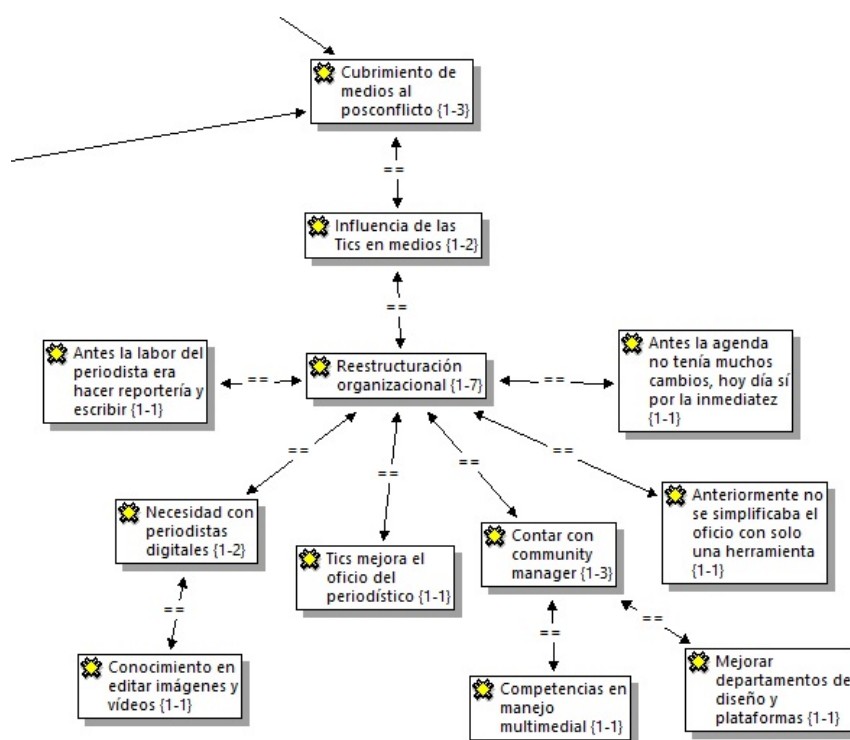 Cubrimiento de
medios al
posconflicto {1-3}
==
Influencia de las
Tics en medios {1-2}
==
Antes la labor del
periodista era
hacer reportería y
escribir {1-1}
==
Reestructuración
organizacional {1-7}
==
Antes la agenda
no tenía muchos
cambios, hoy día sí
por la inmediatez
{1-1}
==
==
==
==
Necesidad con
periodistas
digitales {1-2}
Tics mejora el
oficio del
periodístico {1-1}
Contar con
community
manager {1-3}
Anteriormente no
se simplificaba el
oficio con solo
una herramienta
{1-1}
==
==
==
Conocimiento en
editar imágenes y
vídeos {1-1}
Competencias en
manejo
multimedial {1-1}
Mejorar
departamentos de
diseño y
plataformas {1-1}